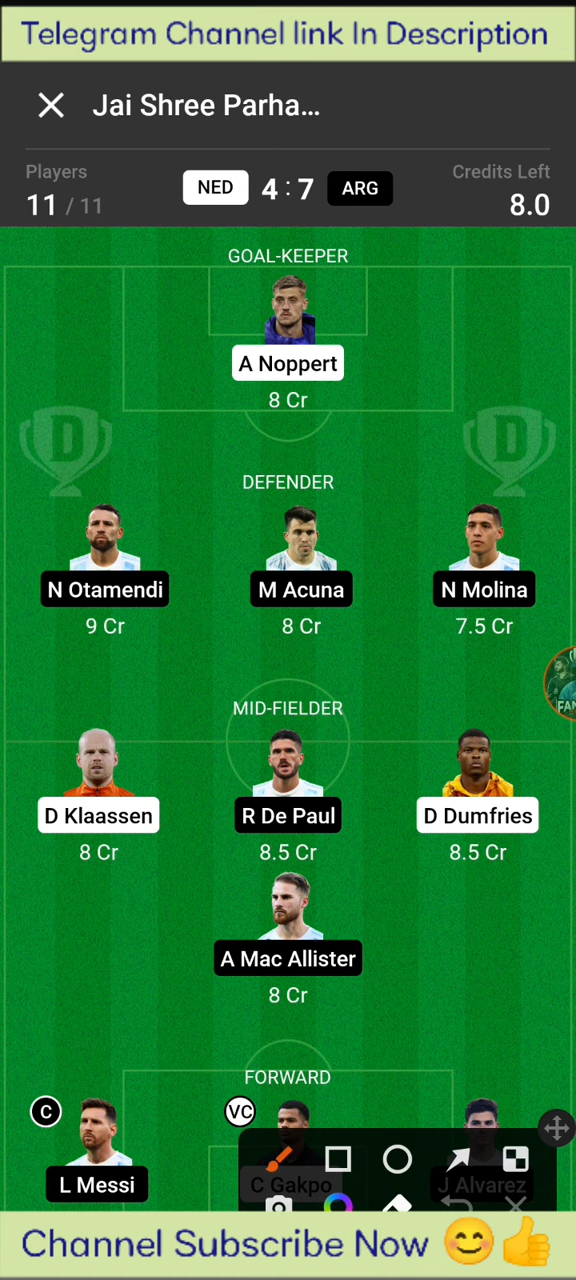 Telegram Channel link In Description
Jai Shree Parha...
Players
Credits Left
11 / 11
NED 4 : 7 ARG
8.0
GOAL-KEEPER
A Noppert
8 Cr
D D
DEFENDER
N Otamendi M Acuna N Molina
9 Cr 8 Cr 7.5 Cr
FAN
MID-FIELDER
D Klaassen R De Paul D Dumfries
8 Cr 8.5 Cr 8.5 Cr
A Mac Allister
8 Cr
FORWARD
C VC
L Messi C Gakpo J Alvarez
Channel Subscribe Now 😊👍